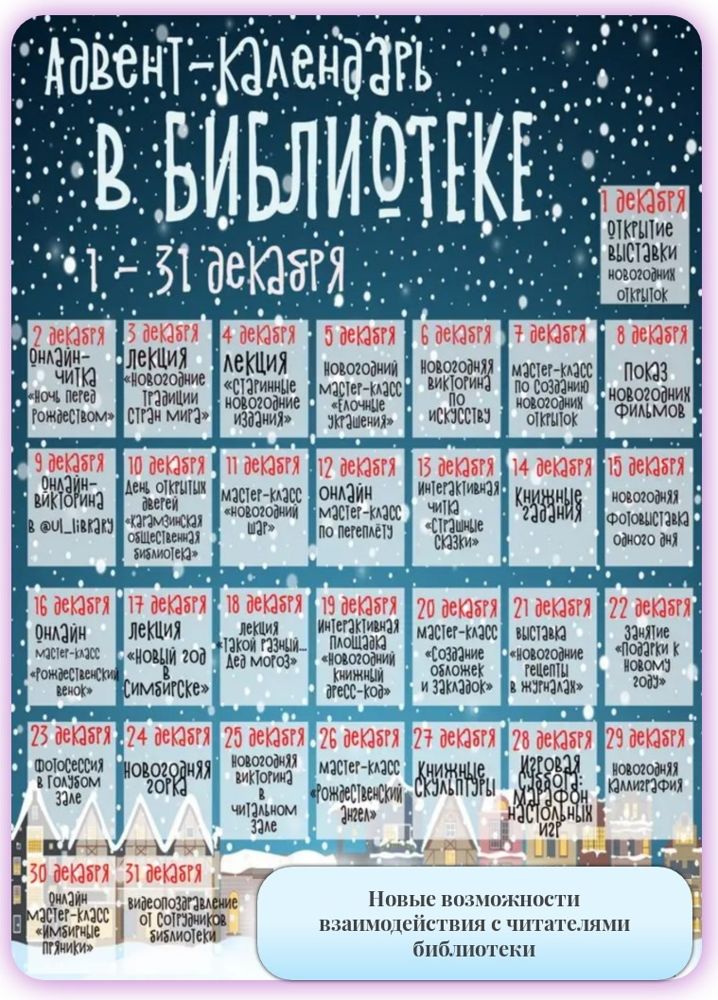 Адвент-календарь
в библиотеке
1 - 31 декабря
1 декабря
Открытие
выставки
новогодних
открыток
2 декабря
Онлайн-
читка
«Ночь перед
Рождеством»
3 декабря
Лекция
«Новогодние
традиции
стран мира»
4 декабря
Лекция
«Старинные
новогодние
издания»
5 декабря
Новогодний
мастер-класс
«Ёлочные
украшения»
6 декабря
Новогодняя
викторина
по
искусству
7 декабря
Мастер-класс
по созданию
новогодних
открыток
8 декабря
Показ
новогодних
фильмов
9 декабря
Онлайн-
викторина
в @ul_library
10 декабря
День открытых
дверей
«Карамзинская
общественная
библиотека»
11 декабря
Мастер-класс
«Новогодний
шар»
12 декабря
Онлайн
мастер-класс
по переплёту
13 декабря
Интерактивная
читка
«Страшные
сказки»
14 декабря
Книжные
гадания
15 декабря
Новогодняя
фотовыставка
одного дня
16 декабря
Онлайн
мастер-класс
«Рождественский
венок»
17 декабря
Лекция
«Новый год
в
Симбирске»
18 декабря
Лекция
«Такой разный...
Дед Мороз»
19 декабря
Интерактивная
площадка
«Новогодний
книжный
дресс-код»
20 декабря
Мастер-класс
«Создание
обложек
и закладок»
21 декабря
Выставка
«Новогодние
рецепты
в журналах»
22 декабря
Занятие
«Подарки к
Новому
году»
23 декабря
Фотосессия
в Голубом
зале
24 декабря
Новогодняя
горка
25 декабря
Новогодняя
викторина
в
читальном
зале
26 декабря
Мастер-класс
«Рождественский
ангел»
27 декабря
Книжные
скульптуры
28 декабря
Игровая
суббота:
марафон
настольных
игр
29 декабря
Новогодняя
каллиграфия
30 декабря
Онлайн
мастер-класс
«Имбирные
пряники»
31 декабря
Видеопоздравление
от сотрудников
библиотеки
Новые возможности
взаимодействия с читателями
библиотеки